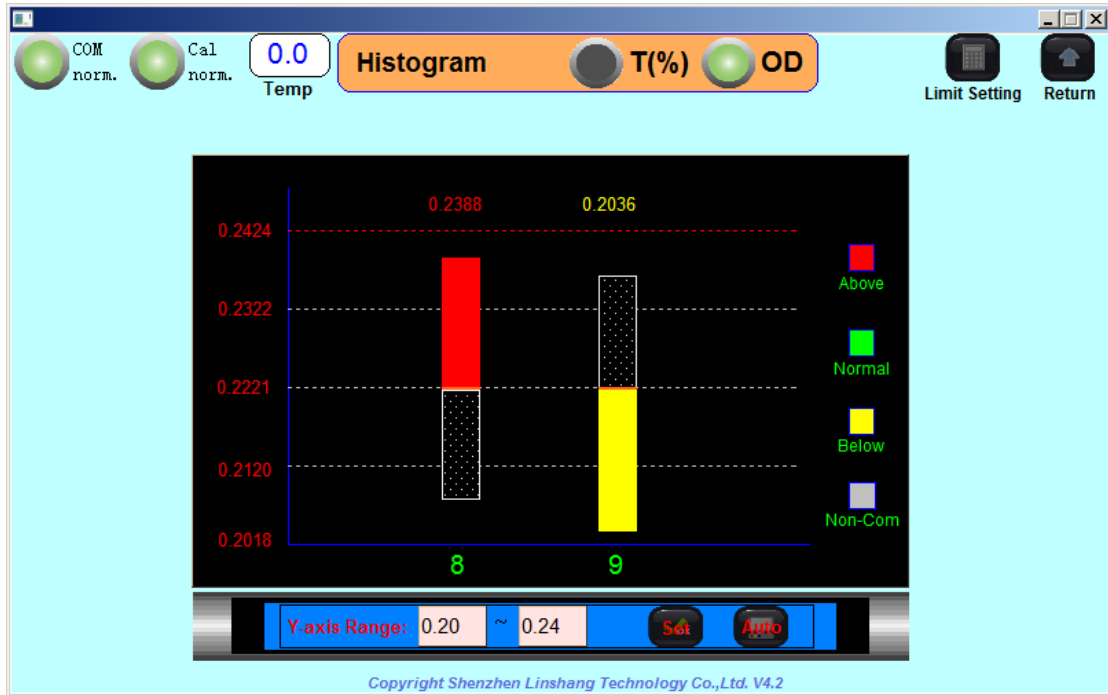 COM norm.
Cal norm.
0.0
Temp
Histogram
T(%)
OD
Limit Setting
Return
0.2388
0.2036
0.2424
0.2322
0.2221
0.2120
0.2018
8
9
Above
Normal
Below
Non-Com
Y-axis Range: 0.20 ~ 0.24
Set
Auto
Copyright Shenzhen Linshang Technology Co.,Ltd. V4.2